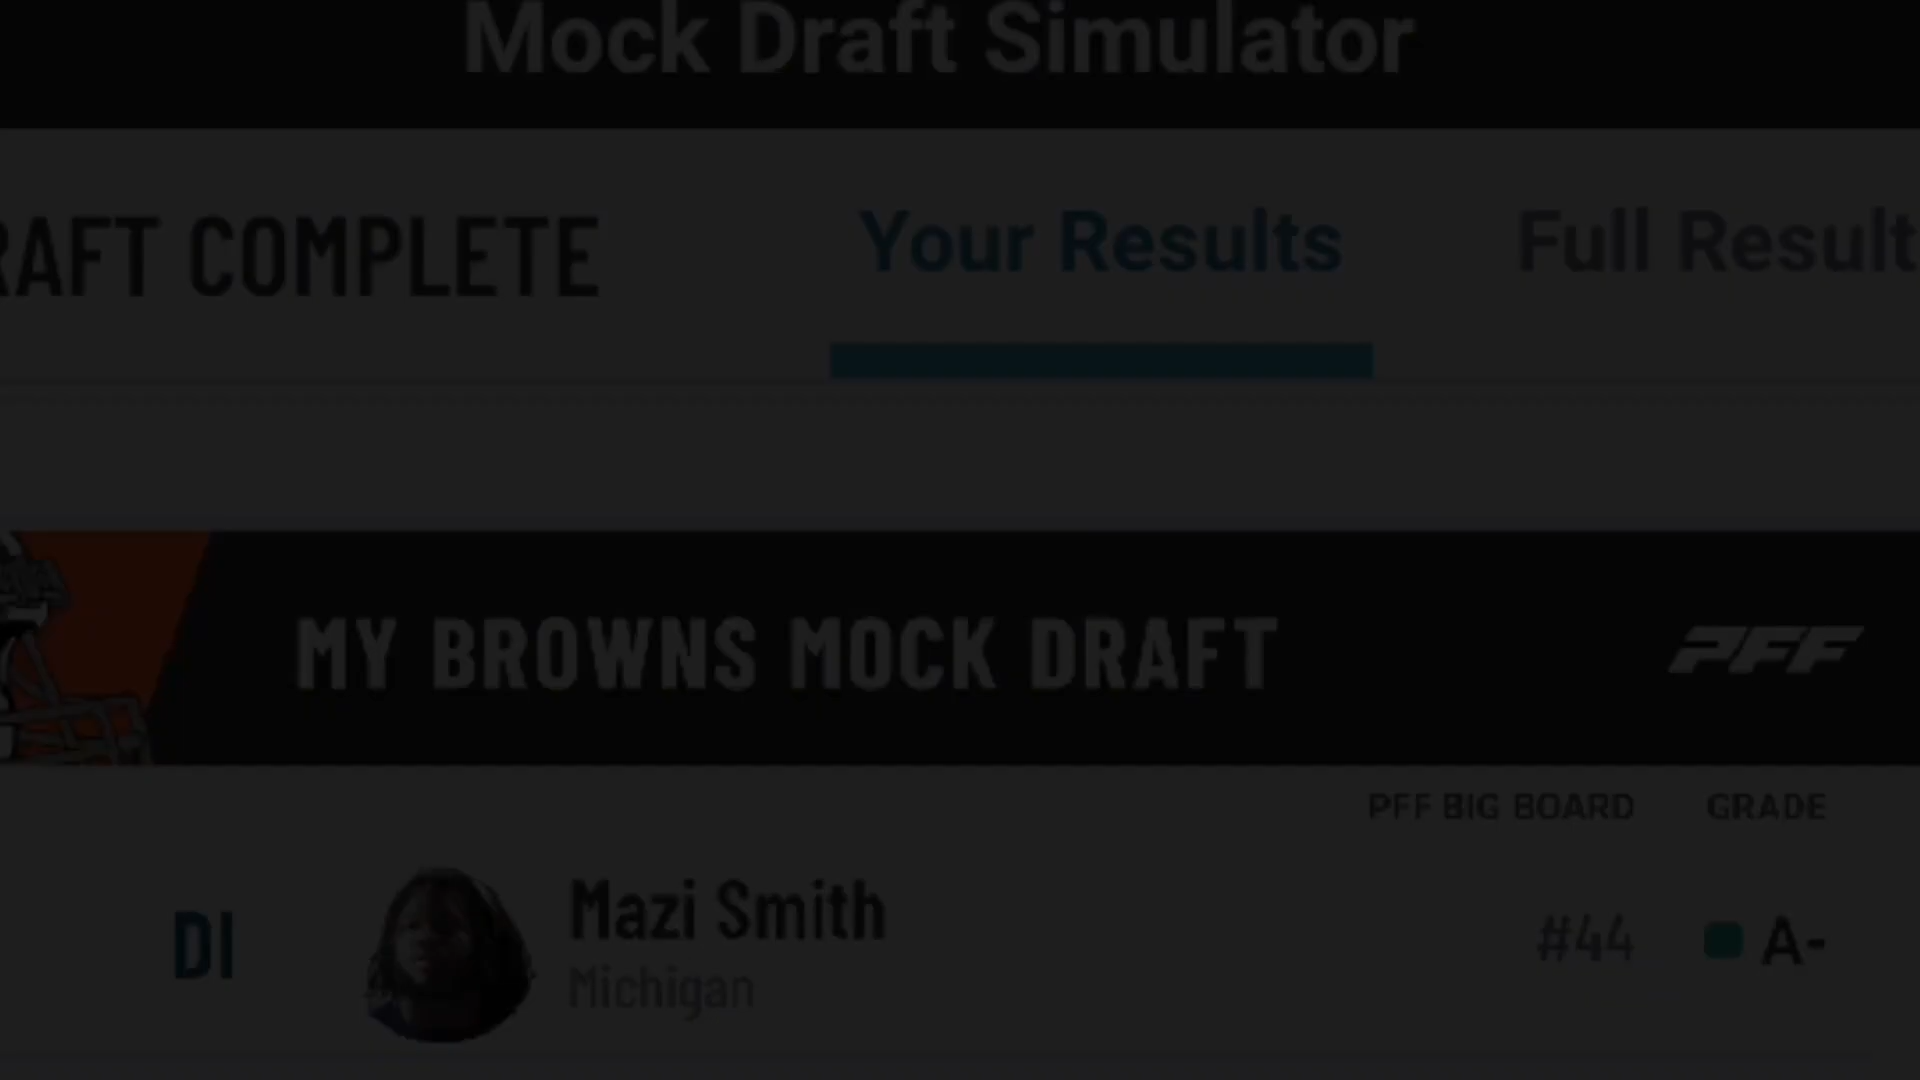 Mock Draft Simulator
RAFT COMPLETE
Your Results
Full Result
MY BROWNS MOCK DRAFT
PFF
PFF BIG BOARD
GRADE
DI
Mazi Smith
#44
A-
Michigan